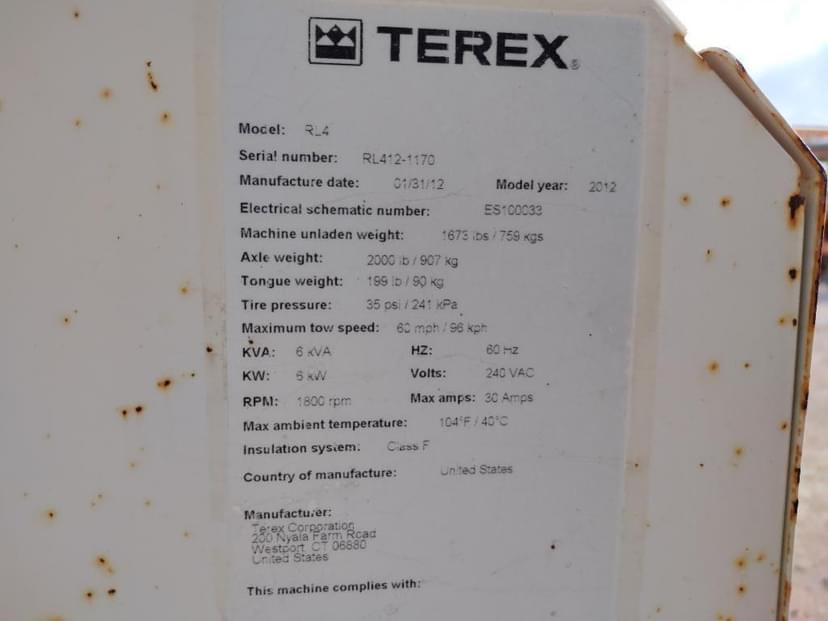 TEREX®
Model: RL4
Serial number: RL412-1170
Manufacture date: 01/31/12 Model year: 2012
Electrical schematic number: ES100033
Machine unladen weight: 1673 lbs / 759 kgs
Axle weight: 2000 lb / 907 kg
Tongue weight: 199 lb / 90 kg
Tire pressure: 35 psi / 241 kPa
Maximum tow speed: 60 mph / 96 kph
KVA: 6 kVA HZ: 60 Hz
KW: 6 kW Volts: 240 VAC
RPM: 1800 rpm Max amps: 30 Amps
Max ambient temperature: 104°F / 40°C
Insulation system: Class F
Country of manufacture: United States
Manufacturer:
Terex Corporation
200 Nyala Farm Road
Westport CT 06880
United States
This machine complies with: